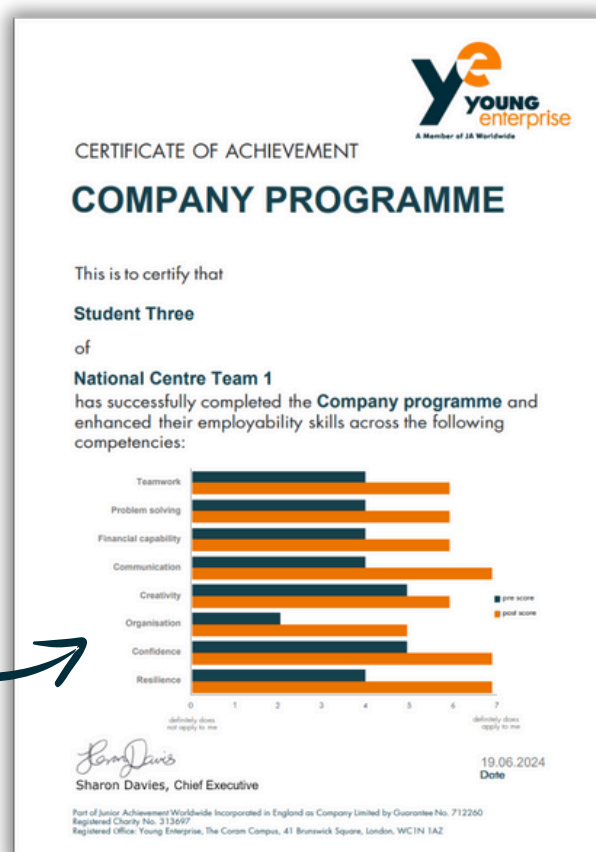 ye
YOUNG
enterprise
A Member of JA Worldwide
CERTIFICATE OF ACHIEVEMENT
COMPANY PROGRAMME
This is to certify that
Student Three
of
National Centre Team 1
has successfully completed the Company programme and
enhanced their employability skills across the following
competencies:
Teamwork
Problem solving
Financial capability
Communication
Creativity
pre score
post score
Organisation
Confidence
Resilience
0 1 2 3 4 5 6 7
definitely does
not apply to me
definitely does
apply to me
19.06.2024
Date
Sharon Davies, Chief Executive
Part of Junior Achievement Worldwide Incorporated in England as Company Limited by Guarantee No. 712260
Registered Charity No. 313697
Registered Office: Young Enterprise, The Coram Campus, 41 Brunswick Square, London, WC1N 1AZ